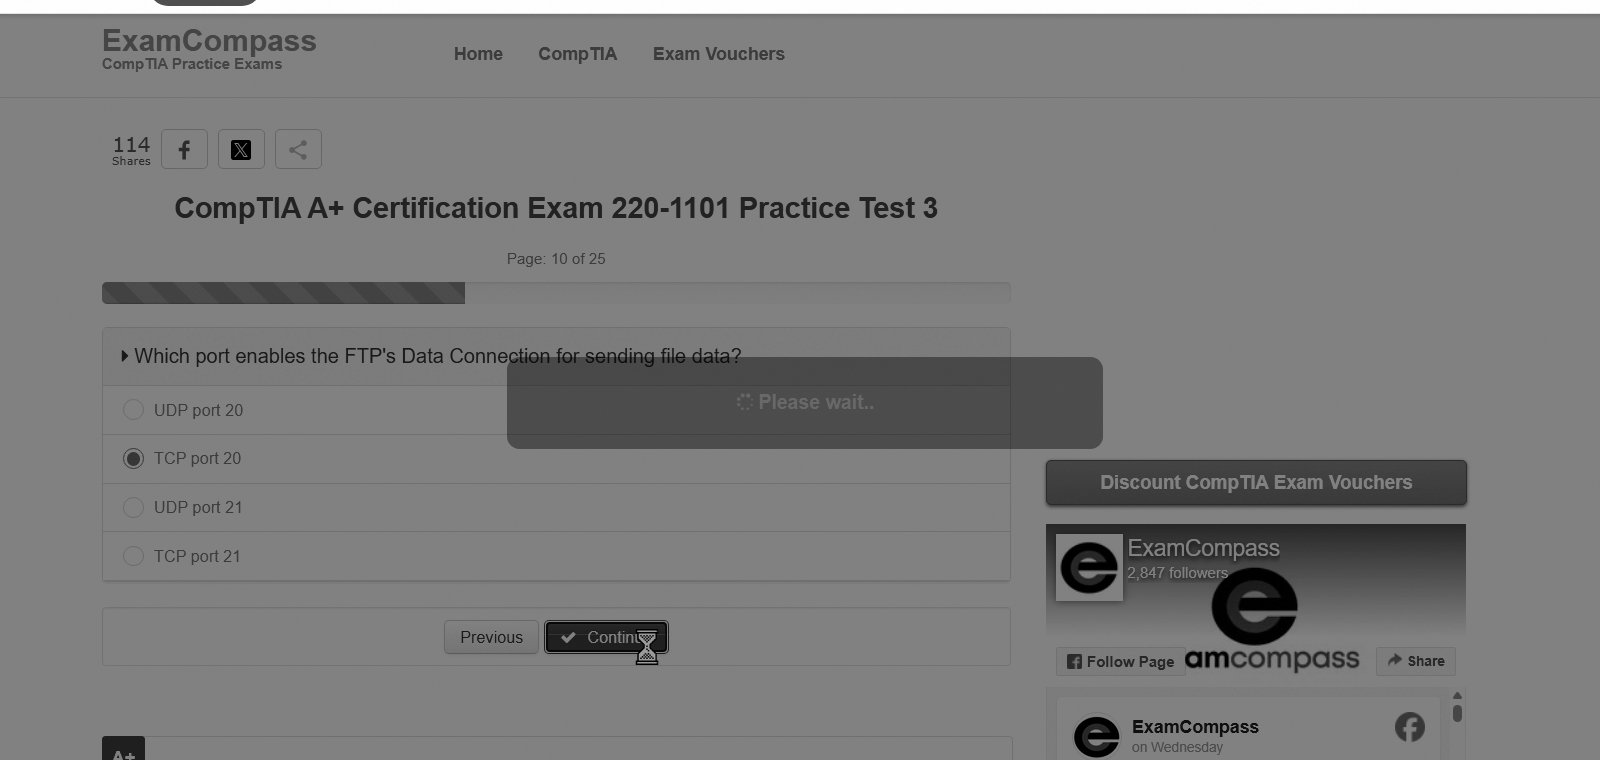 ExamCompass
CompTIA Practice Exams
Home
CompTIA
Exam Vouchers
114
Shares
CompTIA A+ Certification Exam 220-1101 Practice Test 3
Page: 10 of 25
Which port enables the FTP's Data Connection for sending file data?
Please wait..
UDP port 20
TCP port 20
UDP port 21
TCP port 21
Previous
Discount CompTIA Exam Vouchers
ExamCompass
2,847 followers
Follow Page
amcompass
Share
ExamCompass
on Wednesday
A+